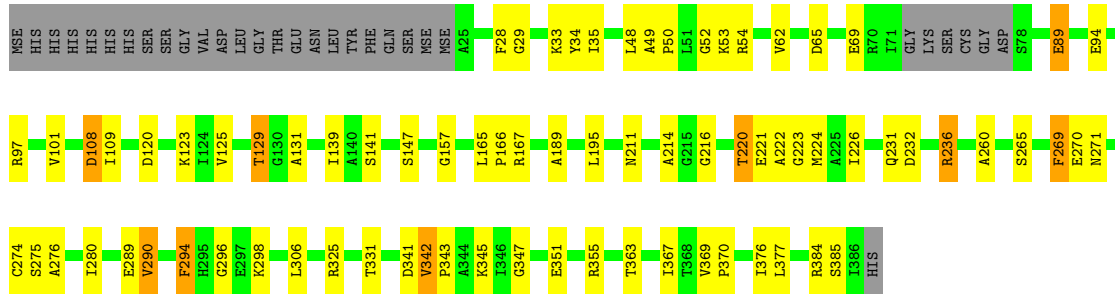 MSE HIS HIS HIS HIS HIS HIS SER SER GLY VAL ASP LEU GLY THR GLU ASN LEU TYR PHE GLN SER MSE MSE A25 F28 G29 K33 Y34 I35 L48 A49 P50 L51 G52 K53 R54 V62 D65 E69 R70 I71 GLY LYS SER CYS GLY ASP S78 E89 E94
R97 V101 D108 I109 D120 K123 I124 V125 T129 G130 A131 I139 A140 S141 S147 G157 L165 P166 R167 A189 L195 N211 A214 G215 G216 T220 E221 A222 G223 M224 A225 I226 Q231 D232 R236 A260 S265 F269 E270 N271
C274 S275 A276 I280 E289 V290 F294 H295 G296 E297 K298 L306 R325 T331 D341 V342 P343 A344 K345 I346 G347 E351 R355 T363 I367 T368 V369 P370 I376 L377 R384 S385 I386 HIS